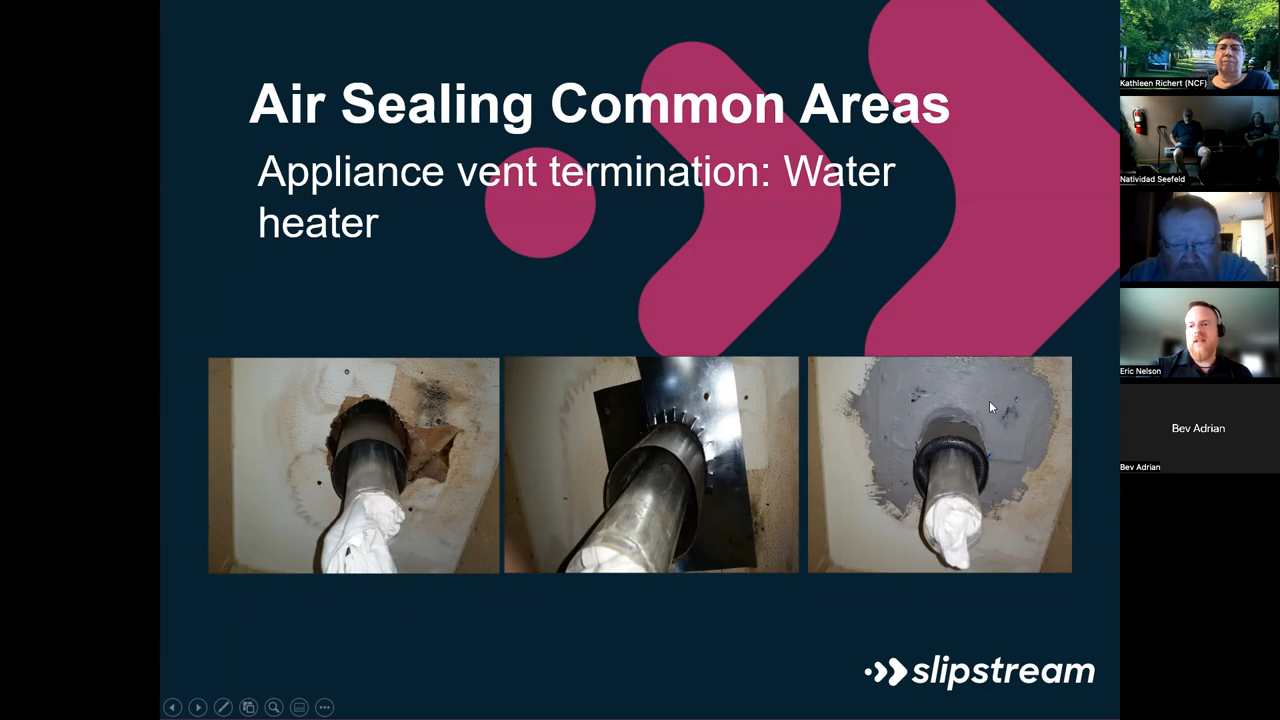 Air Sealing Common Areas
Appliance vent termination: Water
heater
slipstream
Kathleen Richert (NCF)
Natividad Seefeld
Eric Nelson
Bev Adrian
Bev Adrian